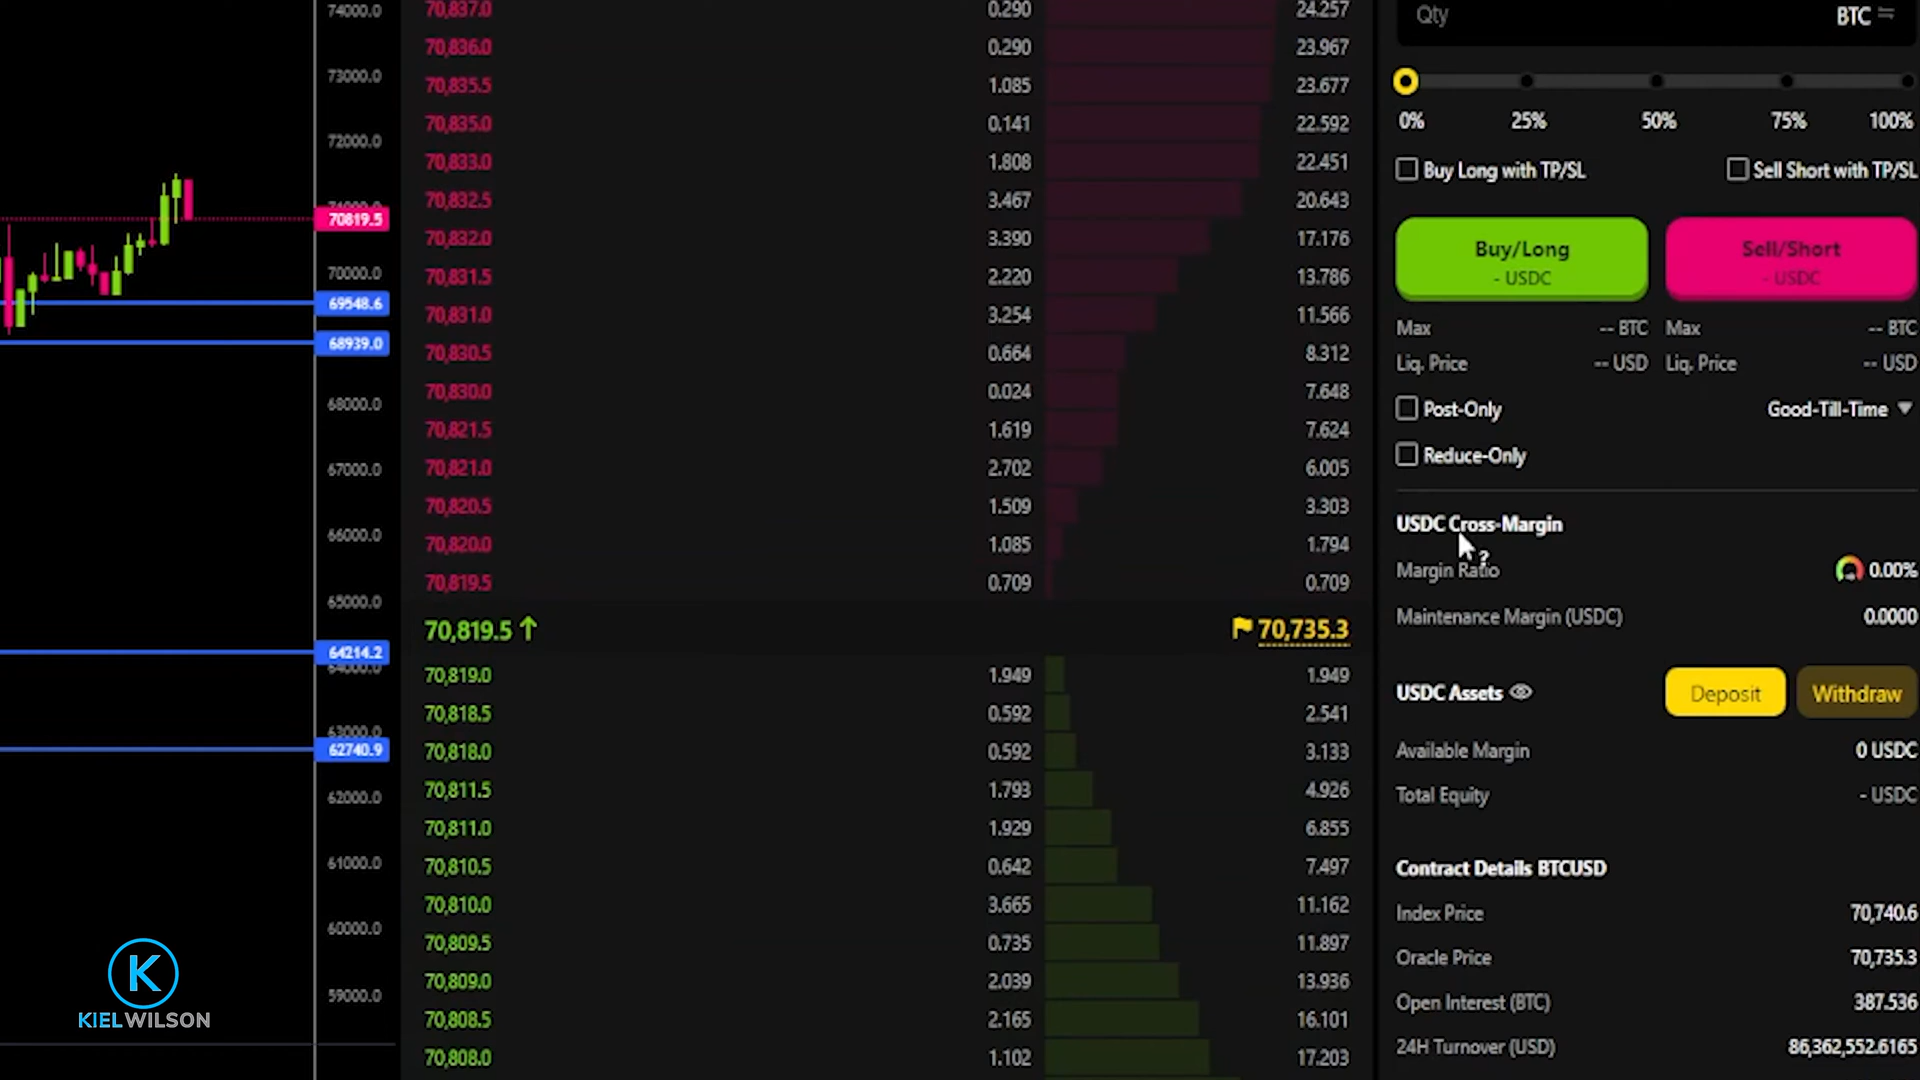 74000.0
73000.0
72000.0
71000.0
70819.5
70000.0
69548.6
68939.0
68000.0
67000.0
66000.0
65000.0
64214.2
64000.0
63000.0
62740.9
62000.0
61000.0
60000.0
59000.0
K
KIELWILSON
70,837.0 0.290 24.257
70,836.0 0.290 23.967
70,835.5 1.085 23.677
70,835.0 0.141 22.592
70,833.0 1.808 22.451
70,832.5 3.467 20.643
70,832.0 3.390 17.176
70,831.5 2.220 13.786
70,831.0 3.254 11.566
70,830.5 0.664 8.312
70,830.0 0.024 7.648
70,821.5 1.619 7.624
70,821.0 2.702 6.005
70,820.5 1.509 3.303
70,820.0 1.085 1.794
70,819.5 0.709 0.709
70,819.5 ↑ 70,735.3
70,819.0 1.949 1.949
70,818.5 0.592 2.541
70,818.0 0.592 3.133
70,811.5 1.793 4.926
70,811.0 1.929 6.855
70,810.5 0.642 7.497
70,810.0 3.665 11.162
70,809.5 0.735 11.897
70,809.0 2.039 13.936
70,808.5 2.165 16.101
70,808.0 1.102 17.203
Qty BTC
0% 25% 50% 75% 100%
Buy Long with TP/SL Sell Short with TP/SL
Buy/Long Sell/Short
- USDC - USDC
Max -- BTC Max -- BTC
Liq. Price -- USD Liq. Price -- USD
Post-Only Good-Till-Time
Reduce-Only
USDC Cross-Margin
Margin Ratio 0.00%
Maintenance Margin (USDC) 0.0000
USDC Assets Deposit Withdraw
Available Margin 0 USDC
Total Equity - USDC
Contract Details BTCUSD
Index Price 70,740.6
Oracle Price 70,735.3
Open Interest (BTC) 387.536
24H Turnover (USD) 86,362,552.6165